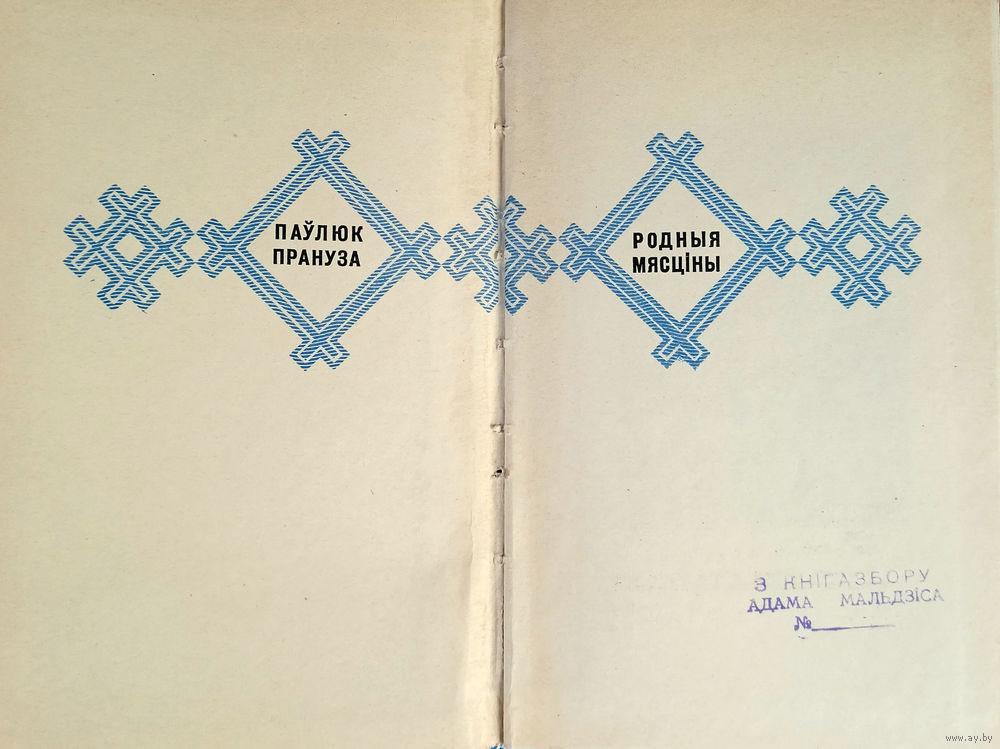 ПАЎЛЮК
ПРАНУЗА
РОДНЫЯ
МЯСЦІНЫ
З КНІГАЗБОРУ
АДАМА МАЛЬДЗІСА
№
www.ay.by